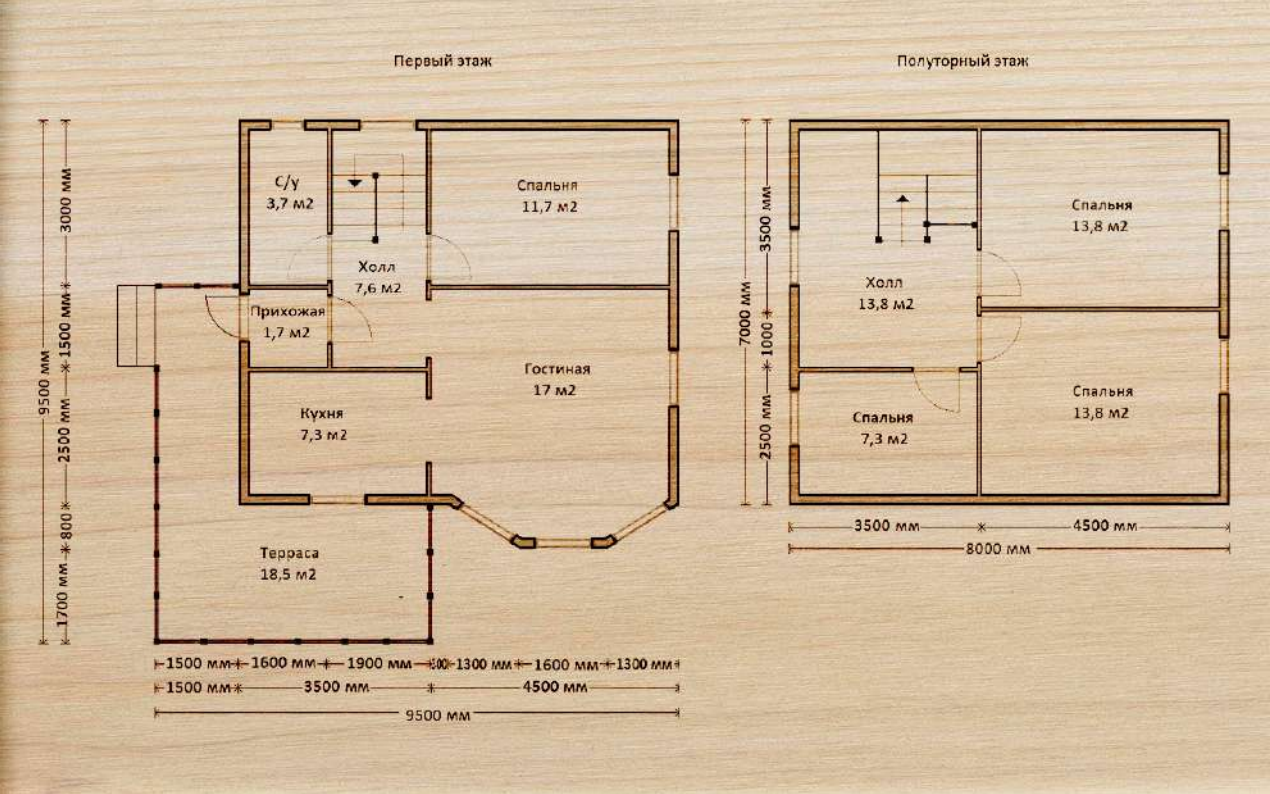 Первый этаж
Полуторный этаж
С/у
3,7 м2
Спальня
11,7 м2
Холл
7,6 м2
Прихожая
1,7 м2
Гостиная
17 м2
Кухня
7,3 м2
Терраса
18,5 м2
3000 мм
1500 мм
2500 мм
800
1700 мм
9500 мм
1500 мм
1600 мм
1900 мм
1300 мм
1600 мм
1300 мм
1500 мм
3500 мм
4500 мм
9500 мм
Спальня
13,8 м2
Холл
13,8 м2
Спальня
13,8 м2
Спальня
7,3 м2
3500 мм
1000
2500 мм
7000 мм
3500 мм
4500 мм
8000 мм